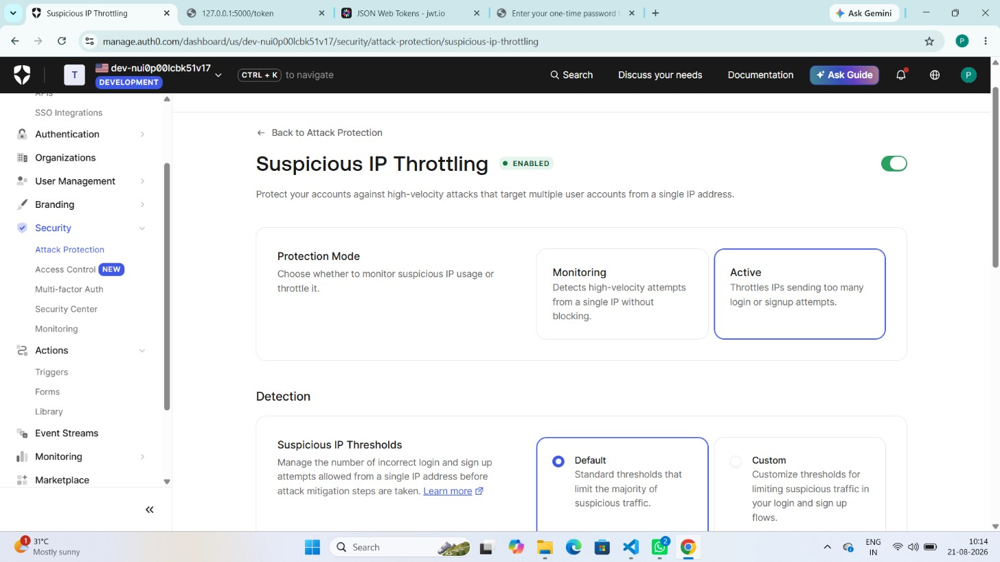 Suspicious IP Throttling
127.0.0.1:5000/token
JSON Web Tokens - jwt.io
Enter your one-time password
Ask Gemini
manage.auth0.com/dashboard/us/dev-nui0p00lcbk51v17/security/attack-protection/suspicious-ip-throttling
P
T
dev-nui0p00lcbk51v17
DEVELOPMENT
CTRL + K to navigate
Search
Discuss your needs
Documentation
Ask Guide
P
APIs
SSO Integrations
Authentication
Organizations
User Management
Branding
Security
Attack Protection
Access Control NEW
Multi-factor Auth
Security Center
Monitoring
Actions
Triggers
Forms
Library
Event Streams
Monitoring
Marketplace
Back to Attack Protection
Suspicious IP Throttling
ENABLED
Protect your accounts against high-velocity attacks that target multiple user accounts from a single IP address.
Protection Mode
Choose whether to monitor suspicious IP usage or
throttle it.
Monitoring
Detects high-velocity attempts
from a single IP without
blocking.
Active
Throttles IPs sending too many
login or signup attempts.
Detection
Suspicious IP Thresholds
Manage the number of incorrect login and sign up
attempts allowed from a single IP address before
attack mitigation steps are taken. Learn more
Default
Standard thresholds that
limit the majority of
suspicious traffic.
Custom
Customize thresholds for
limiting suspicious traffic in
your login and sign up
flows.
1
31°C
Mostly sunny
Search
2
ENG
IN
10:14
21-08-2026